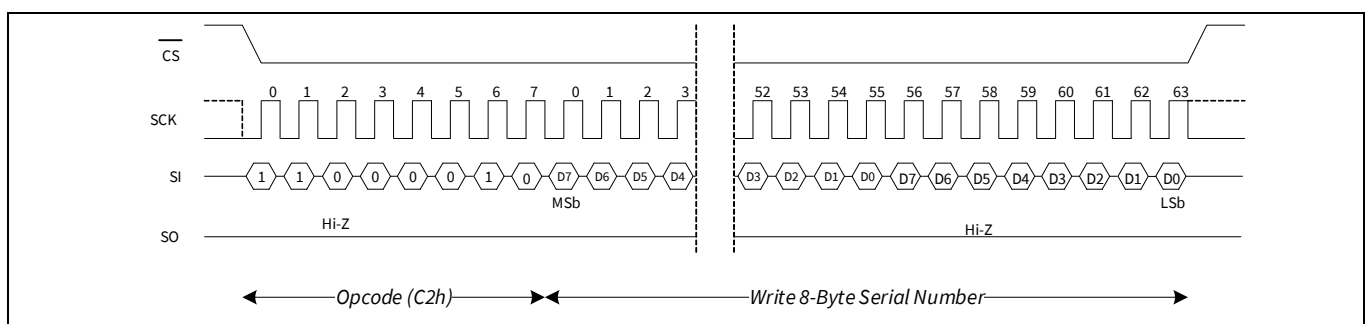 CS
0 1 2 3 4 5 6 7 0 1 2 3 52 53 54 55 56 57 58 59 60 61 62 63
SCK
SI 1 1 0 0 0 0 1 0 D7 D6 D5 D4 D3 D2 D1 D0 D7 D6 D5 D4 D3 D2 D1 D0
MSb LSb
Hi-Z Hi-Z
SO
Opcode (C2h) Write 8-Byte Serial Number